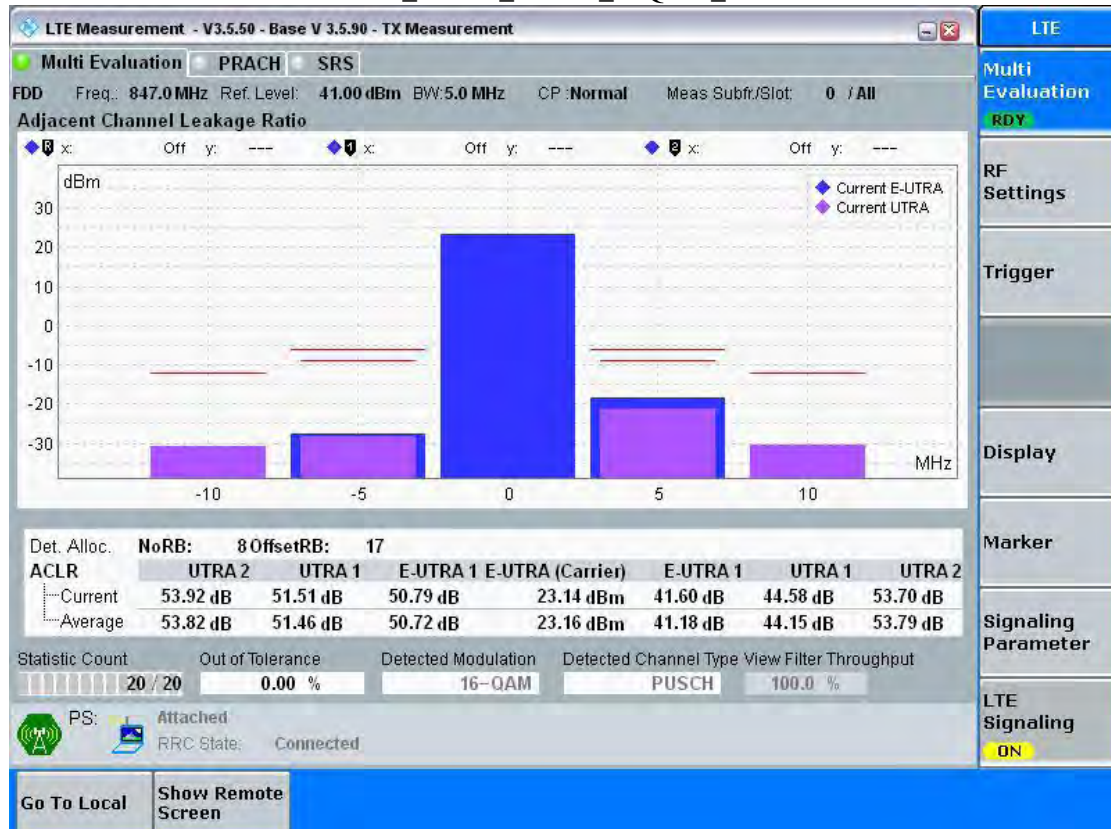 LTE Measurement - V3.5.50 - Base V 3.5.90 - TX Measurement
LTE
Multi Evaluation PRACH SRS
FDD Freq.: 847.0 MHz Ref. Level: 41.00 dBm BW: 5.0 MHz CP : Normal Meas Subfr./Slot: 0 / All
Adjacent Channel Leakage Ratio
R x: Off y: --- 1 x: Off y: --- 2 x: Off y: ---
dBm
Current E-UTRA
Current UTRA
30
20
10
0
-10
-20
-30
MHz
-10 -5 0 5 10
Det. Alloc. NoRB: 8 OffsetRB: 17
ACLR UTRA 2 UTRA 1 E-UTRA 1 E-UTRA (Carrier) E-UTRA 1 UTRA 1 UTRA 2
Current 53.92 dB 51.51 dB 50.79 dB 23.14 dBm 41.60 dB 44.58 dB 53.70 dB
Average 53.82 dB 51.46 dB 50.72 dB 23.16 dBm 41.18 dB 44.15 dB 53.79 dB
Statistic Count Out of Tolerance Detected Modulation Detected Channel Type View Filter Throughput
20 / 20 0.00 % 16-QAM PUSCH 100.0 %
PS: Attached
RRC State: Connected
Multi
Evaluation
RDY
RF
Settings
Trigger
Display
Marker
Signaling
Parameter
LTE
Signaling
ON
Go To Local
Show Remote
Screen